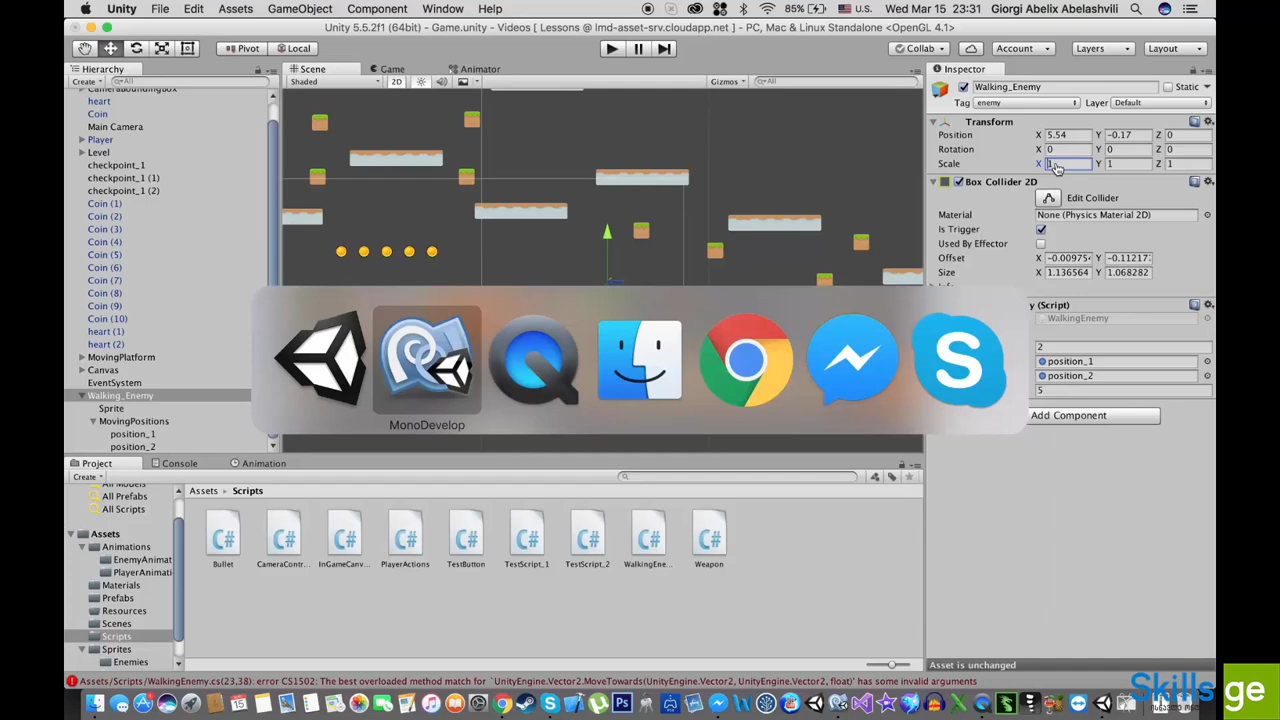 Unity File Edit Assets GameObject Component Window Help 85% U.S. Wed Mar 15 23:31 Giorgi Abelix Abelashvili
Unity 5.5.2f1 (64bit) - Game.unity - Videos [ Lessons @ lmd-asset-srv.cloudapp.net ] - PC, Mac & Linux Standalone <OpenGL 4.1>
Pivot Local Collab Account Layers Layout
Hierarchy Scene Game Animator Inspector
Create All Shaded 2D Gizmos All
CameraBoundingBox
heart
Coin
Main Camera
Player
Level
checkpoint_1
checkpoint_1 (1)
checkpoint_1 (2)
Coin (1)
Coin (2)
Coin (3)
Coin (4)
Coin (5)
Coin (6)
Coin (7)
Coin (8)
Coin (9)
Coin (10)
heart (1)
heart (2)
MovingPlatform
Canvas
EventSystem
Walking_Enemy
Sprite
MovingPositions
position_1
position_2
Walking_Enemy Static
Tag enemy Layer Default
Transform
Position X 5.54 Y -0.17 Z 0
Rotation X 0 Y 0 Z 0
Scale X 1 Y 1 Z 1
Box Collider 2D
Edit Collider
Material None (Physics Material 2D)
Is Trigger
Used By Effector
Offset X -0.00975 Y -0.11217
Size X 1.136564 Y 1.068282
y (Script)
WalkingEnemy
2
position_1
position_2
5
Add Component
MonoDevelop
Project Console Animation
Create
All Models
All Prefabs
All Scripts
Assets
Animations
EnemyAnimat
PlayerAnimati
Materials
Prefabs
Resources
Scenes
Scripts
Sprites
Enemies
Assets Scripts
C# C# C# C# C# C# C# C# C#
Bullet CameraContr... InGameCanv... PlayerActions TestButton TestScript_1 TestScript_2 WalkingEne... Weapon
Asset is unchanged
Assets/Scripts/WalkingEnemy.cs(23,38): error CS1502: The best overloaded method match for `UnityEngine.Vector2.MoveTowards(UnityEngine.Vector2, UnityEngine.Vector2, float)' has some invalid arguments
Skills ge